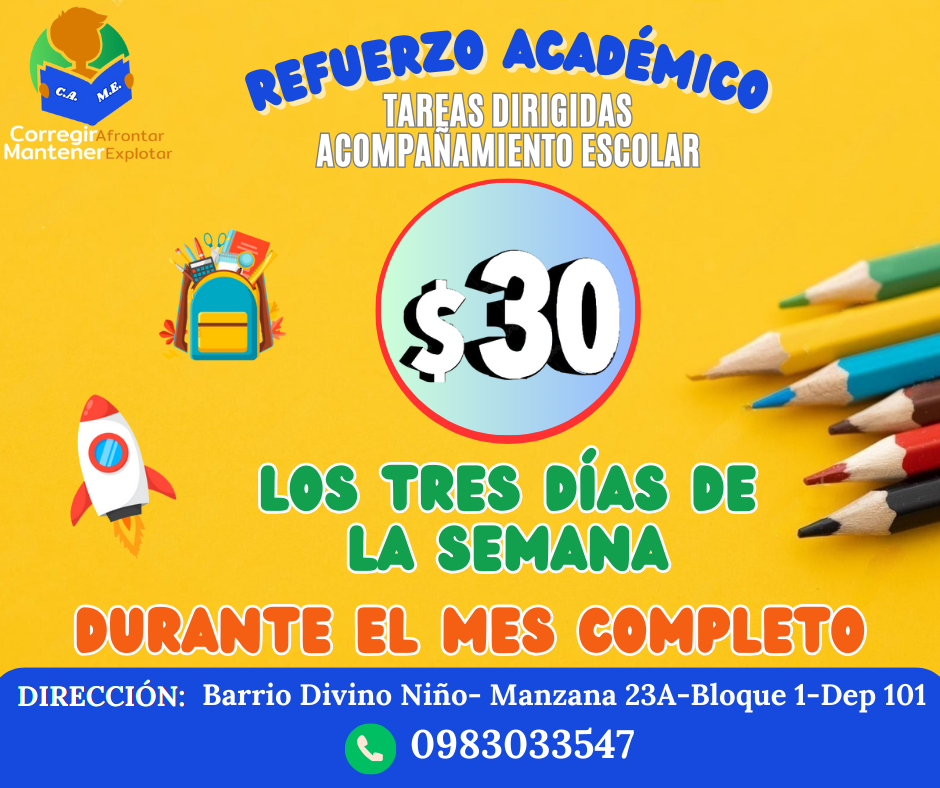 C.A. M.E.
Corregir Afrontar
Mantener Explotar
REFUERZO ACADÉMICO
TAREAS DIRIGIDAS
ACOMPAÑAMIENTO ESCOLAR
$30
LOS TRES DÍAS DE
LA SEMANA
DURANTE EL MES COMPLETO
DIRECCIÓN: Barrio Divino Niño- Manzana 23A-Bloque 1-Dep 101
0983033547